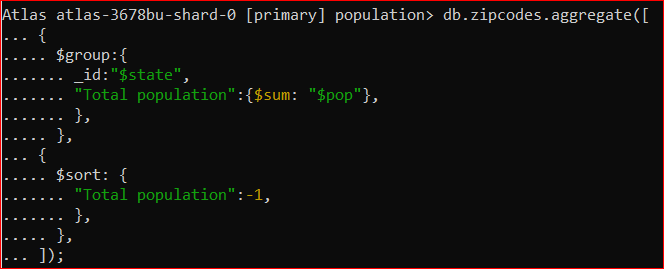 Atlas atlas-3678bu-shard-0 [primary] population> db.zipcodes.aggregate([
... {
..... $group:{
....... _id:"$state",
....... "Total population":{$sum: "$pop"},
....... },
..... },
... {
..... $sort: {
....... "Total population":-1,
....... },
..... },
... ]);